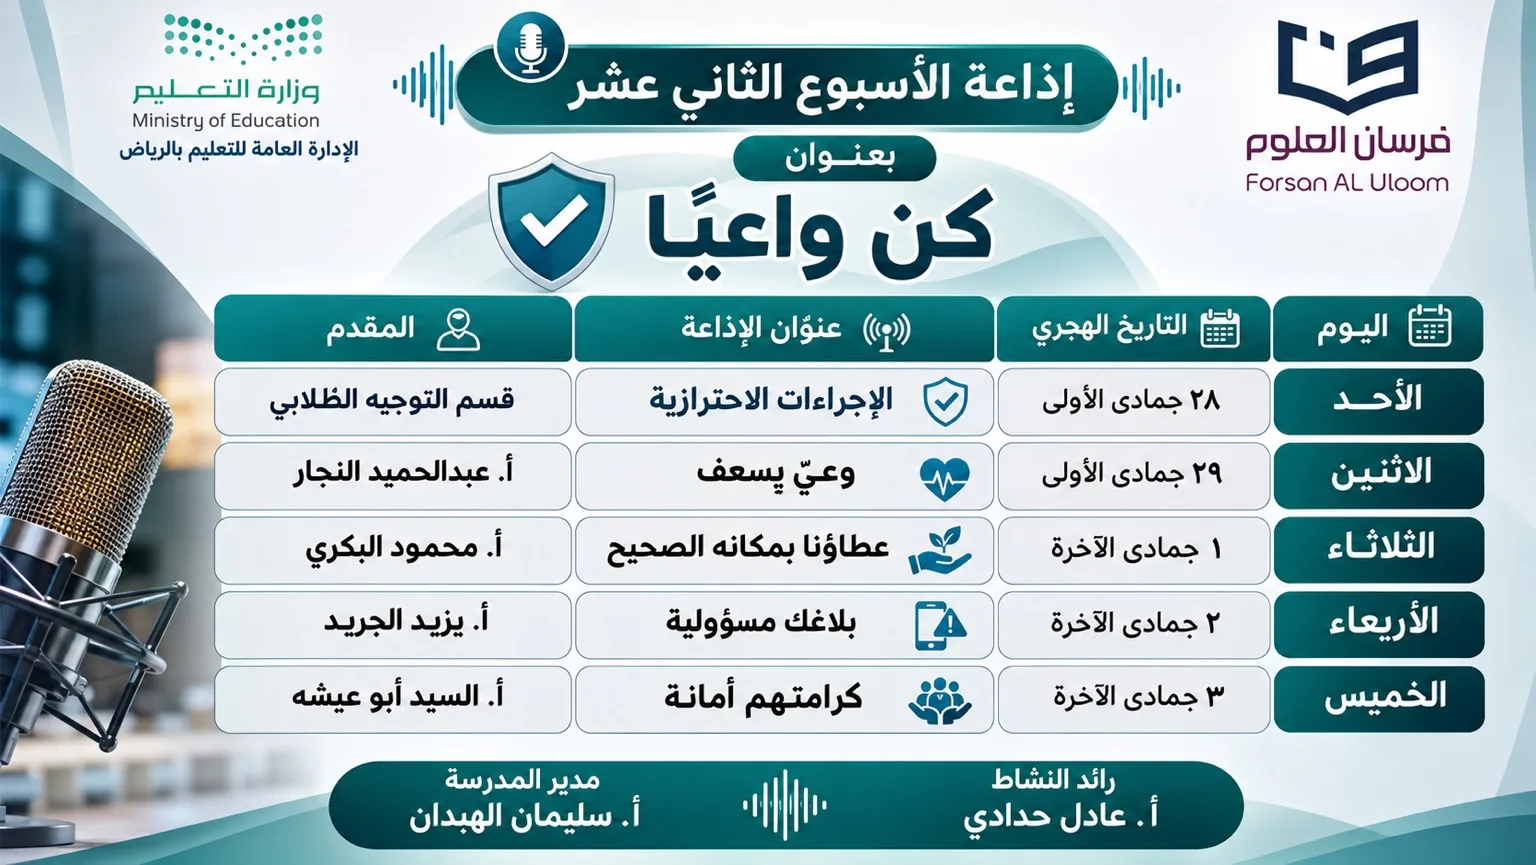 وزارة التعليم
Ministry of Education
الإدارة العامة للتعليم بالرياض
فرسان العلوم
Forsan AL Uloom
إذاعة الأسبوع الثاني عشر
بعنوان
كن واعيًا
اليوم التاريخ الهجري عنوّان الإذاعة المقدم
الأحد ٢٨ جمادى الأولى الإجراءات الاحترازية قسم التوجيه الطُلابي
الاثنين ٢٩ جمادى الأولى وعيّ يسعف أ. عبدالحميد النجار
الثلاثاء ١ جمادى الآخرة عطاؤنا بمكانه الصحيح أ. محمود البكري
الأربعاء ٢ جمادى الآخرة بلاغك مسؤولية أ. يزيد الجريد
الخميس ٣ جمادى الآخرة كرامتهم أمانة أ. السيد أبو عيشه
رائد النشاط
أ. عادل حدادي
مدير المدرسة
أ. سليمان الهبدان